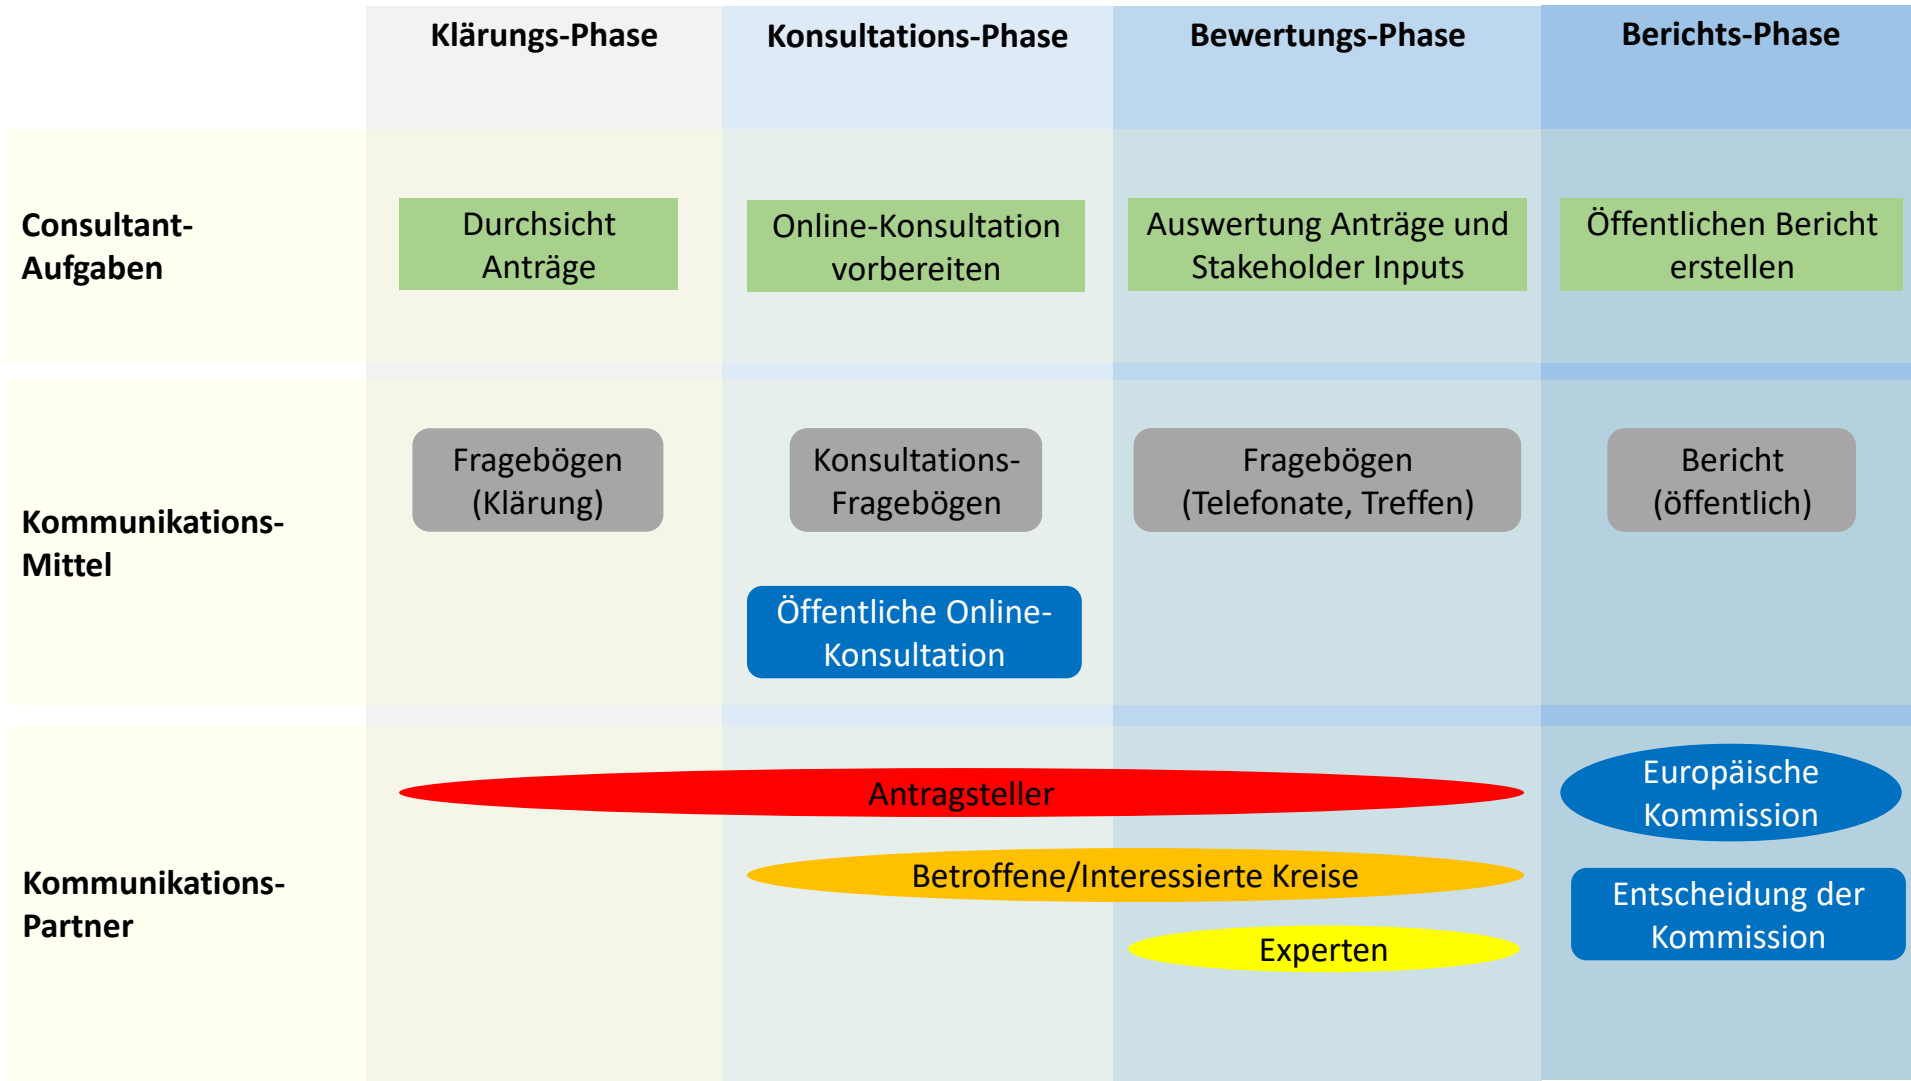 Klärungs-Phase
Konsultations-Phase
Bewertungs-Phase
Berichts-Phase
Consultant-
Aufgaben
Durchsicht
Anträge
Online-Konsultation
vorbereiten
Auswertung Anträge und
Stakeholder Inputs
Öffentlichen Bericht
erstellen
Kommunikations-
Mittel
Fragebögen
(Klärung)
Konsultations-
Fragebögen
Fragebögen
(Telefonate, Treffen)
Bericht
(öffentlich)
Öffentliche Online-
Konsultation
Kommunikations-
Partner
Antragsteller
Betroffene/Interessierte Kreise
Experten
Europäische
Kommission
Entscheidung der
Kommission